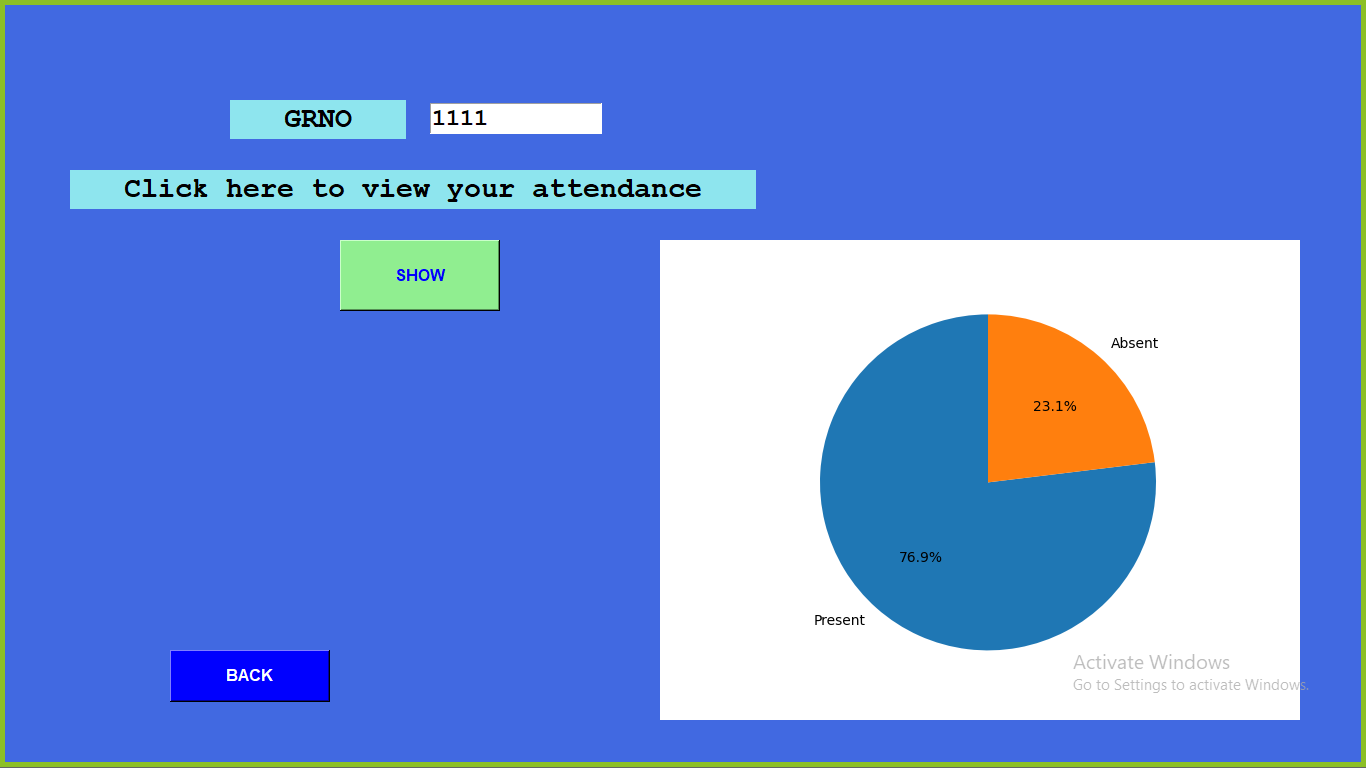 GRNO 1111
Click here to view your attendance
SHOW
Absent
23.1%
76.9%
Present
Activate Windows
BACK
Go to Settings to activate Windows.